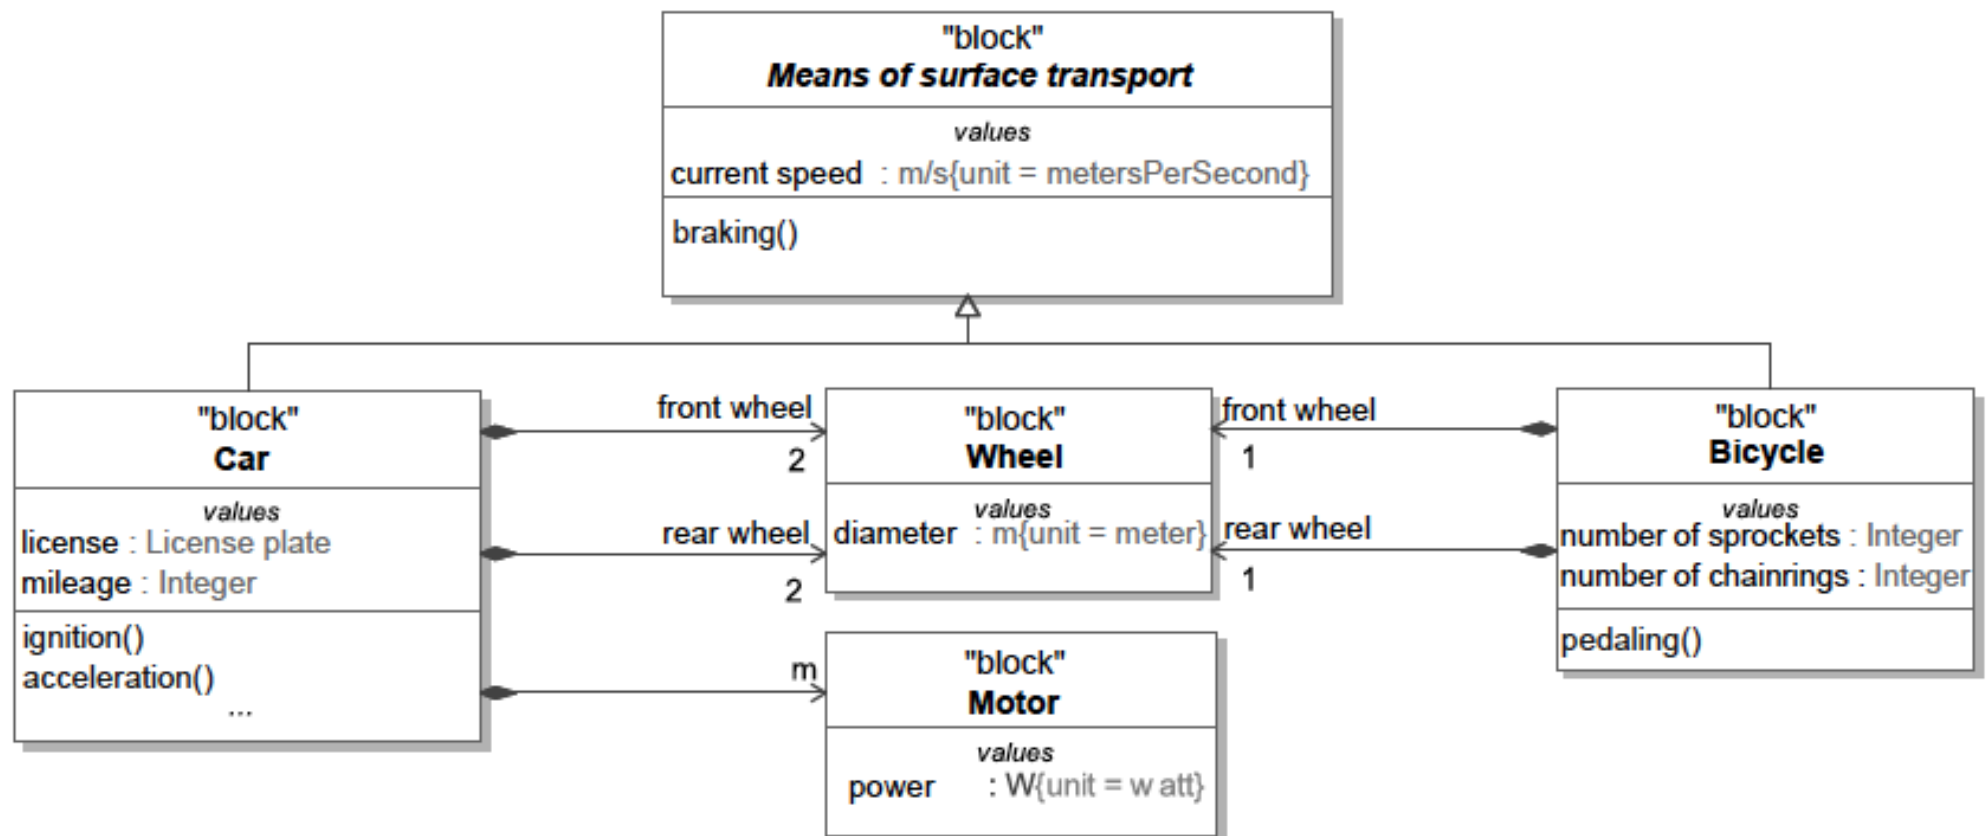 "block"
Means of surface transport
values
current speed : m/s{unit = metersPerSecond}
braking()
"block"
Car
values
license : License plate
mileage : Integer
ignition()
acceleration()
...
front wheel
2
rear wheel
2
m
"block"
Wheel
values
diameter : m{unit = meter}
"block"
Motor
values
power : W{unit = w att}
front wheel
1
rear wheel
1
"block"
Bicycle
values
number of sprockets : Integer
number of chainrings : Integer
pedaling()